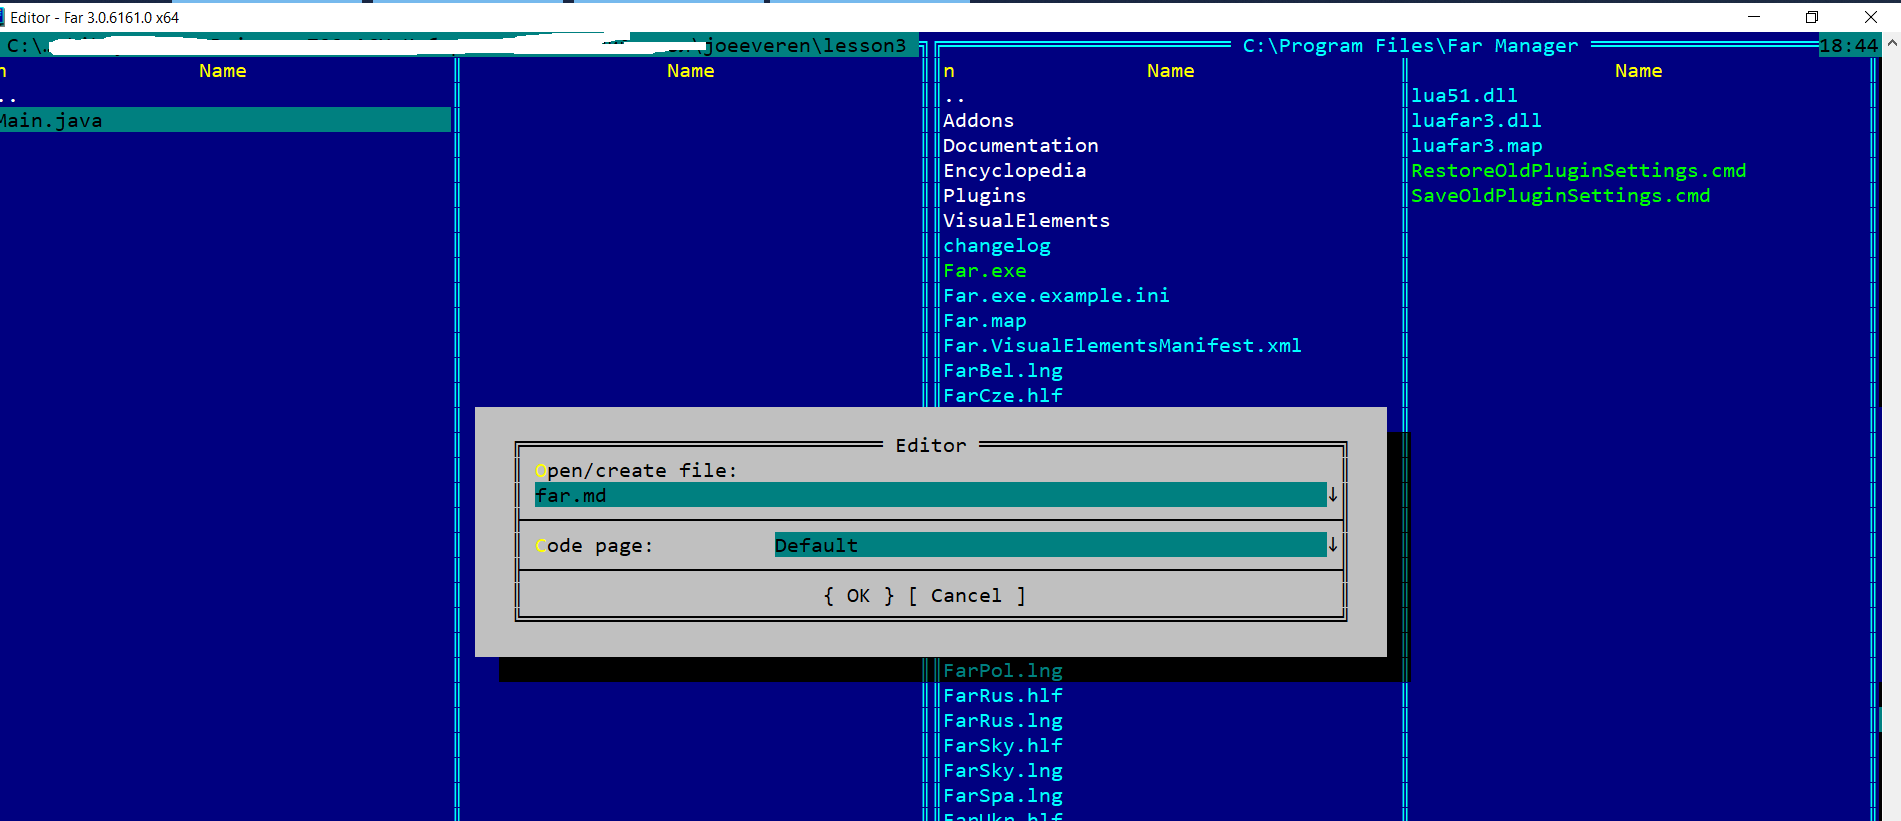 Editor - Far 3.0.6161.0 x64
C:\ \joeeveren\lesson3
n Name Name
..
Main.java
C:\Program Files\Far Manager 18:44
n Name Name
..
Addons
Documentation
Encyclopedia
Plugins
VisualElements
changelog
Far.exe
Far.exe.example.ini
Far.map
Far.VisualElementsManifest.xml
FarBel.lng
FarCze.hlf
FarPol.lng
FarRus.hlf
FarRus.lng
FarSky.hlf
FarSky.lng
FarSpa.lng
FarUkr.hlf
lua51.dll
luafar3.dll
luafar3.map
RestoreOldPluginSettings.cmd
SaveOldPluginSettings.cmd
Editor
Open/create file:
far.md ↓
Code page: Default ↓
{ OK } [ Cancel ]